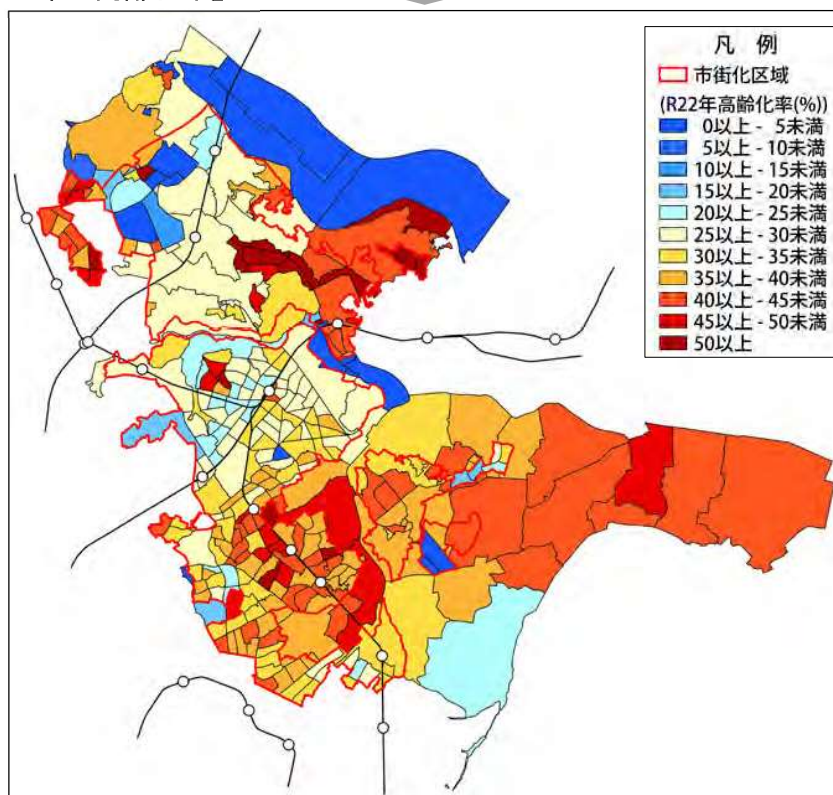 凡 例
市街化区域
(R22年高齢化率(%))
0以上 - 5未満
5以上 - 10未満
10以上 - 15未満
15以上 - 20未満
20以上 - 25未満
25以上 - 30未満
30以上 - 35未満
35以上 - 40未満
40以上 - 45未満
45以上 - 50未満
50以上